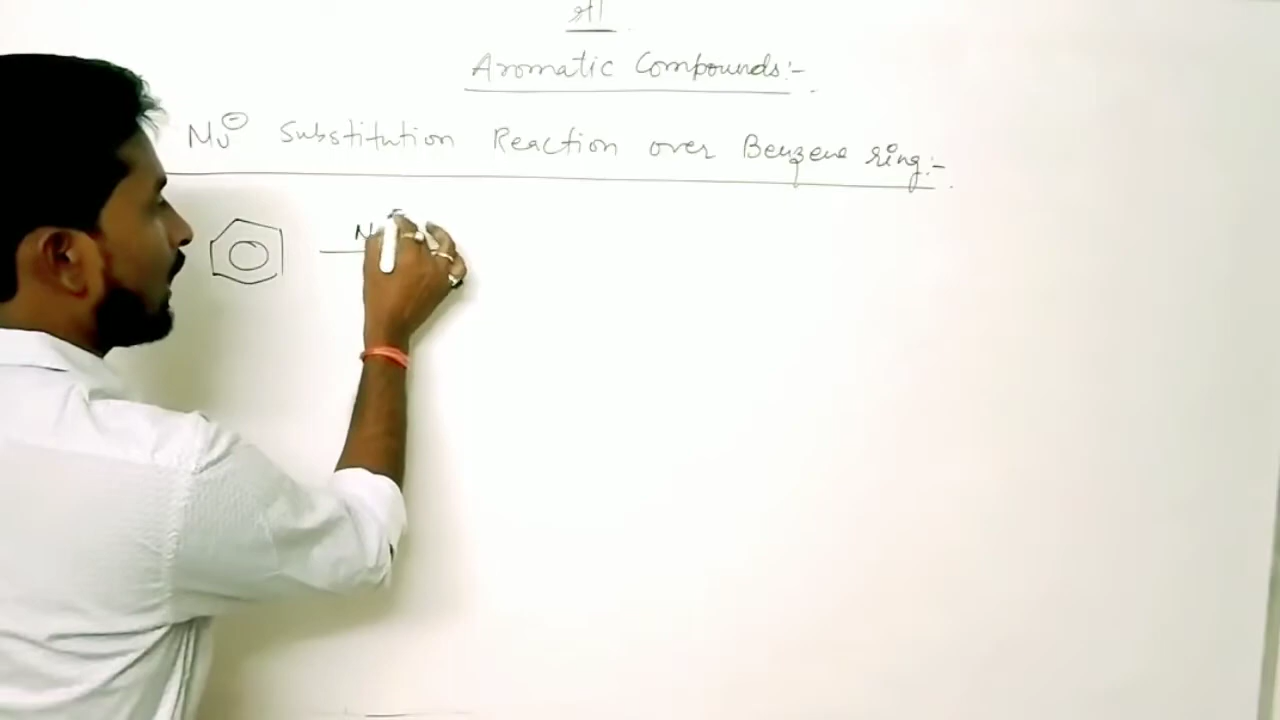 Aromatic Compounds:-
Nu⊖ Substitution Reaction over Benzene ring:-
N